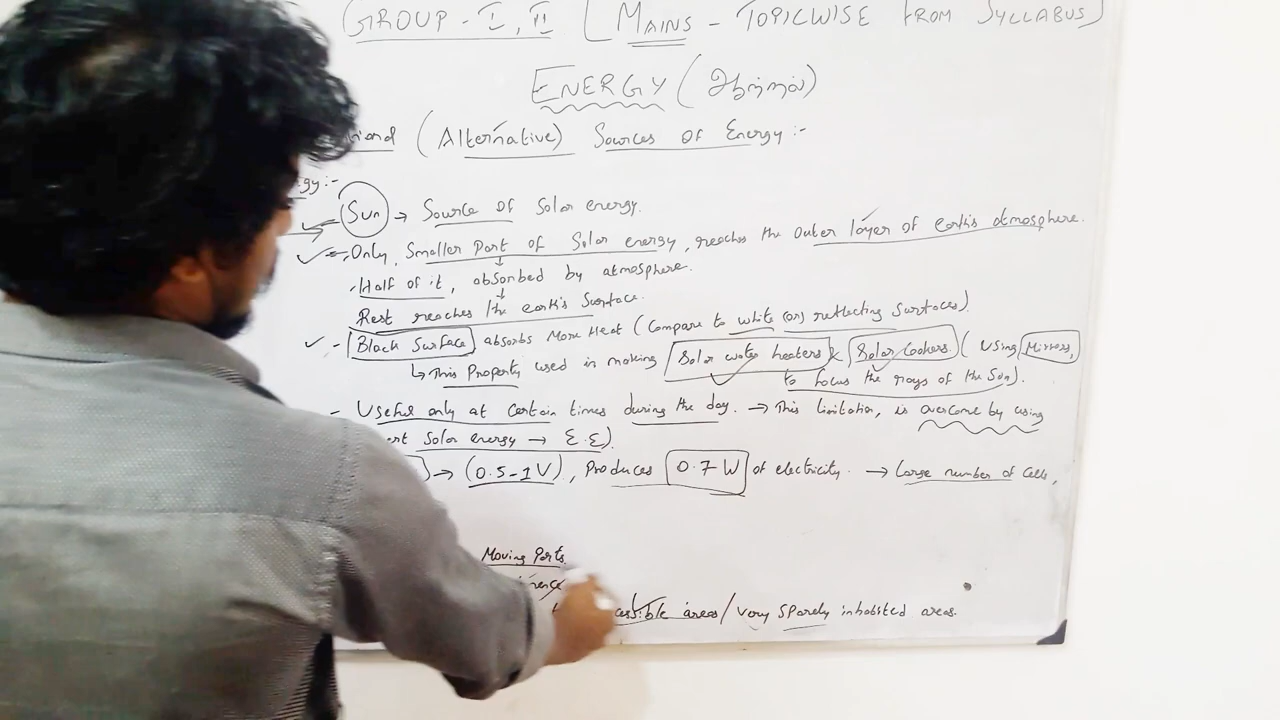 GROUP - I, II [MAINS - TOPICWISE FROM SYLLABUS]
ENERGY (ஆற்றல்)
(Alternative) Sources of Energy:-
gy:-
Sun → Source of Solar energy.
- Only, Smaller Part of Solar energy, reaches the outer layer of earth's atmosphere.
Half of it, absorbed by atmosphere.
Rest reaches the earth's Surface.
- Black Surface absorbs More Heat (Compare to white (or) reflecting Surfaces)
↳ This Property used in making Solar water heaters & Solar Cookers (Using Mirrors,
to focus the rays of the Sun).
- Useful only at Certain times during the day. → This limitation, is overcome by using
ert Solar energy → E.E).
) → (0.5-1V), Produces 0.7 W of electricity. → Large number of Cells,
Moving Parts.
essible areas / Very Sparely inhabited areas.